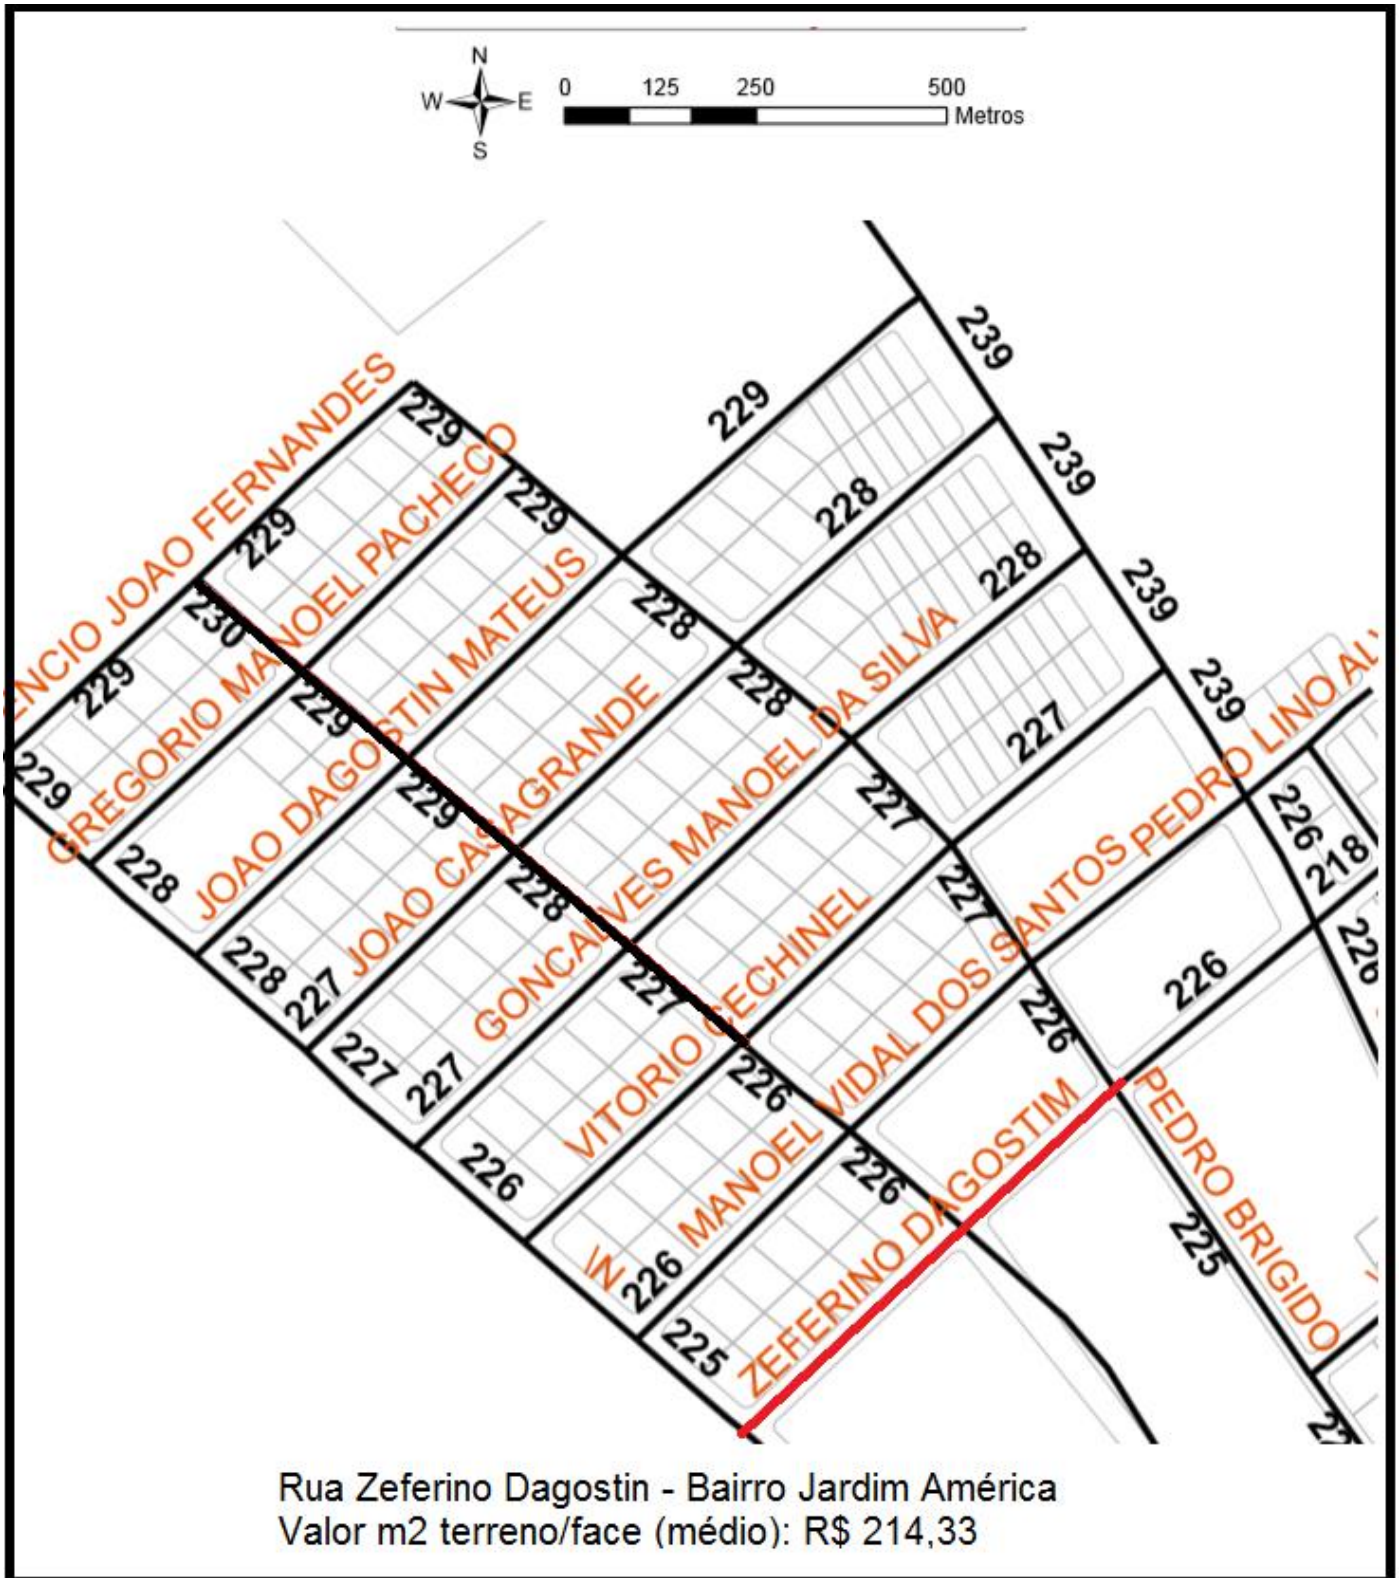 N
W E
S
0 125 250 500
Metros
239
229
239
228
228
239
227
239
ENCIO JOAO FERNANDES
229
229
GREGORIO MANOEL PACHECO
229
230
229
229
JOAO DAGOSTIN MATEUS
229
228
229
JOAO CASAGRANDE
228
228
228
GONCALVES MANOEL DA SILVA
228
227
227
227
VITORIO CECHINEL
227
227
227
PEDRO LINO AL
226
218
226
226
MANOEL VIDAL DOS SANTOS
226
226
226
226
IN
226
225
ZEFERINO DAGOSTIM
PEDRO BRIGIDO
225
22
Rua Zeferino Dagostin - Bairro Jardim América
Valor m2 terreno/face (médio): R$ 214,33